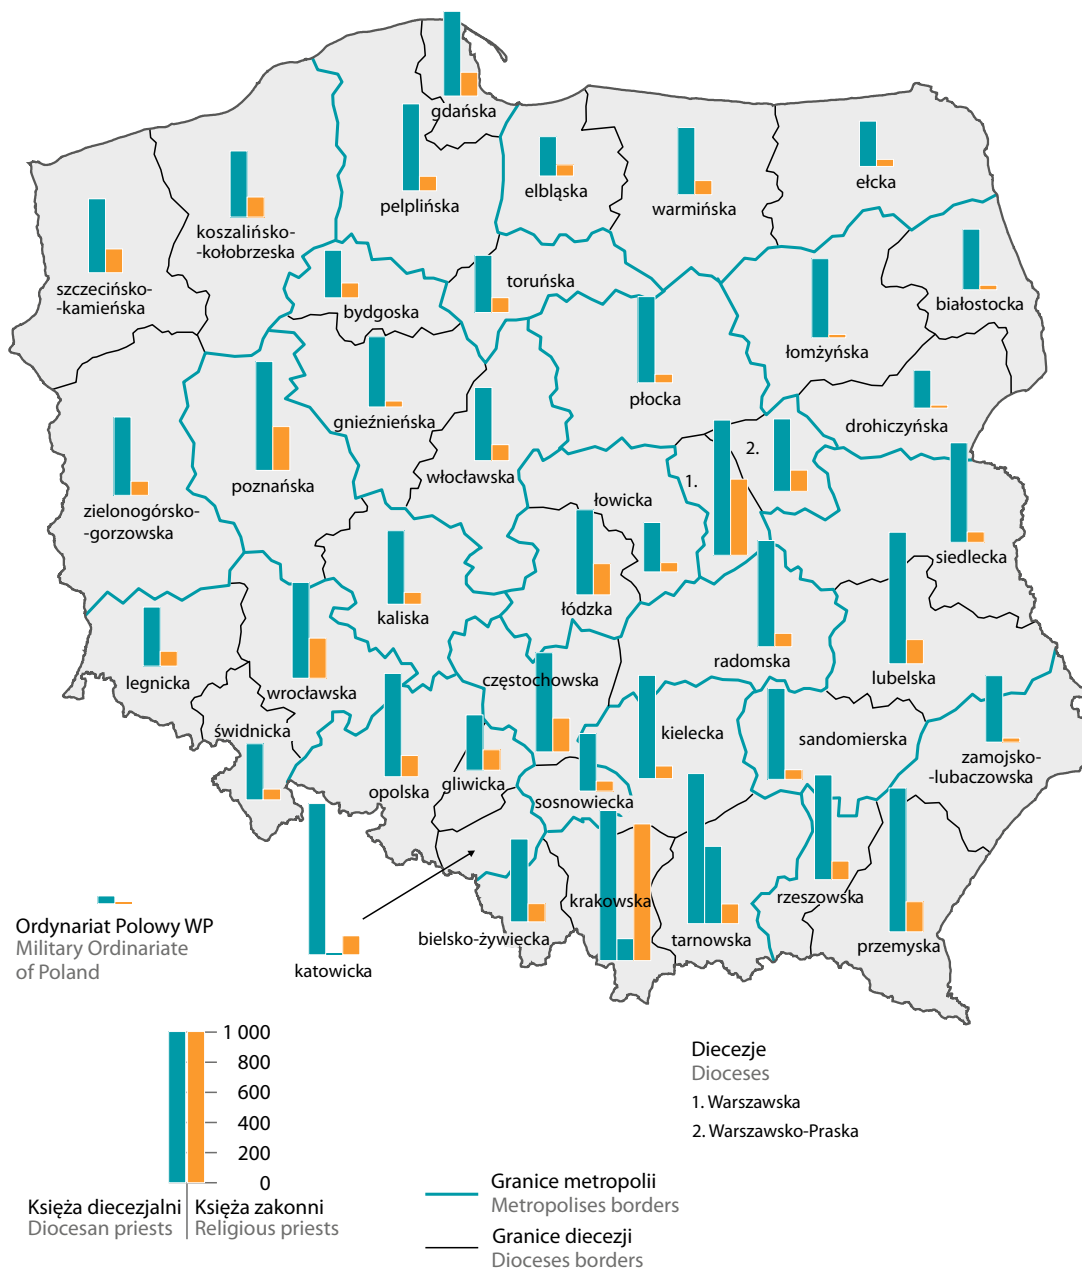 gdańska
pelplińska
elbląska
warmińska
ełcka
koszalińsko-
-kołobrzeska
szczecińsko-
-kamieńska
bydgoska
toruńska
białostocka
łomżyńska
płocka
drohiczyńska
gnieźnieńska
włocławska
poznańska
zielonogórsko-
-gorzowska
1.
2.
łowicka
siedlecka
łódzka
kaliska
radomska
lubelska
legnicka
wrocławska
częstochowska
świdnicka
kielecka
sandomierska
zamojsko-
-lubaczowska
opolska
gliwicka
sosnowiecka
krakowska
rzeszowska
tarnowska
przemyska
bielsko-żywiecka
katowicka
Ordynariat Polowy WP
Military Ordinariate
of Poland
1 000
800
600
400
200
0
Księża diecezjalni
Diocesan priests
Księża zakonni
Religious priests
Diecezje
Dioceses
1. Warszawska
2. Warszawsko-Praska
Granice metropolii
Metropolises borders
Granice diecezji
Dioceses borders